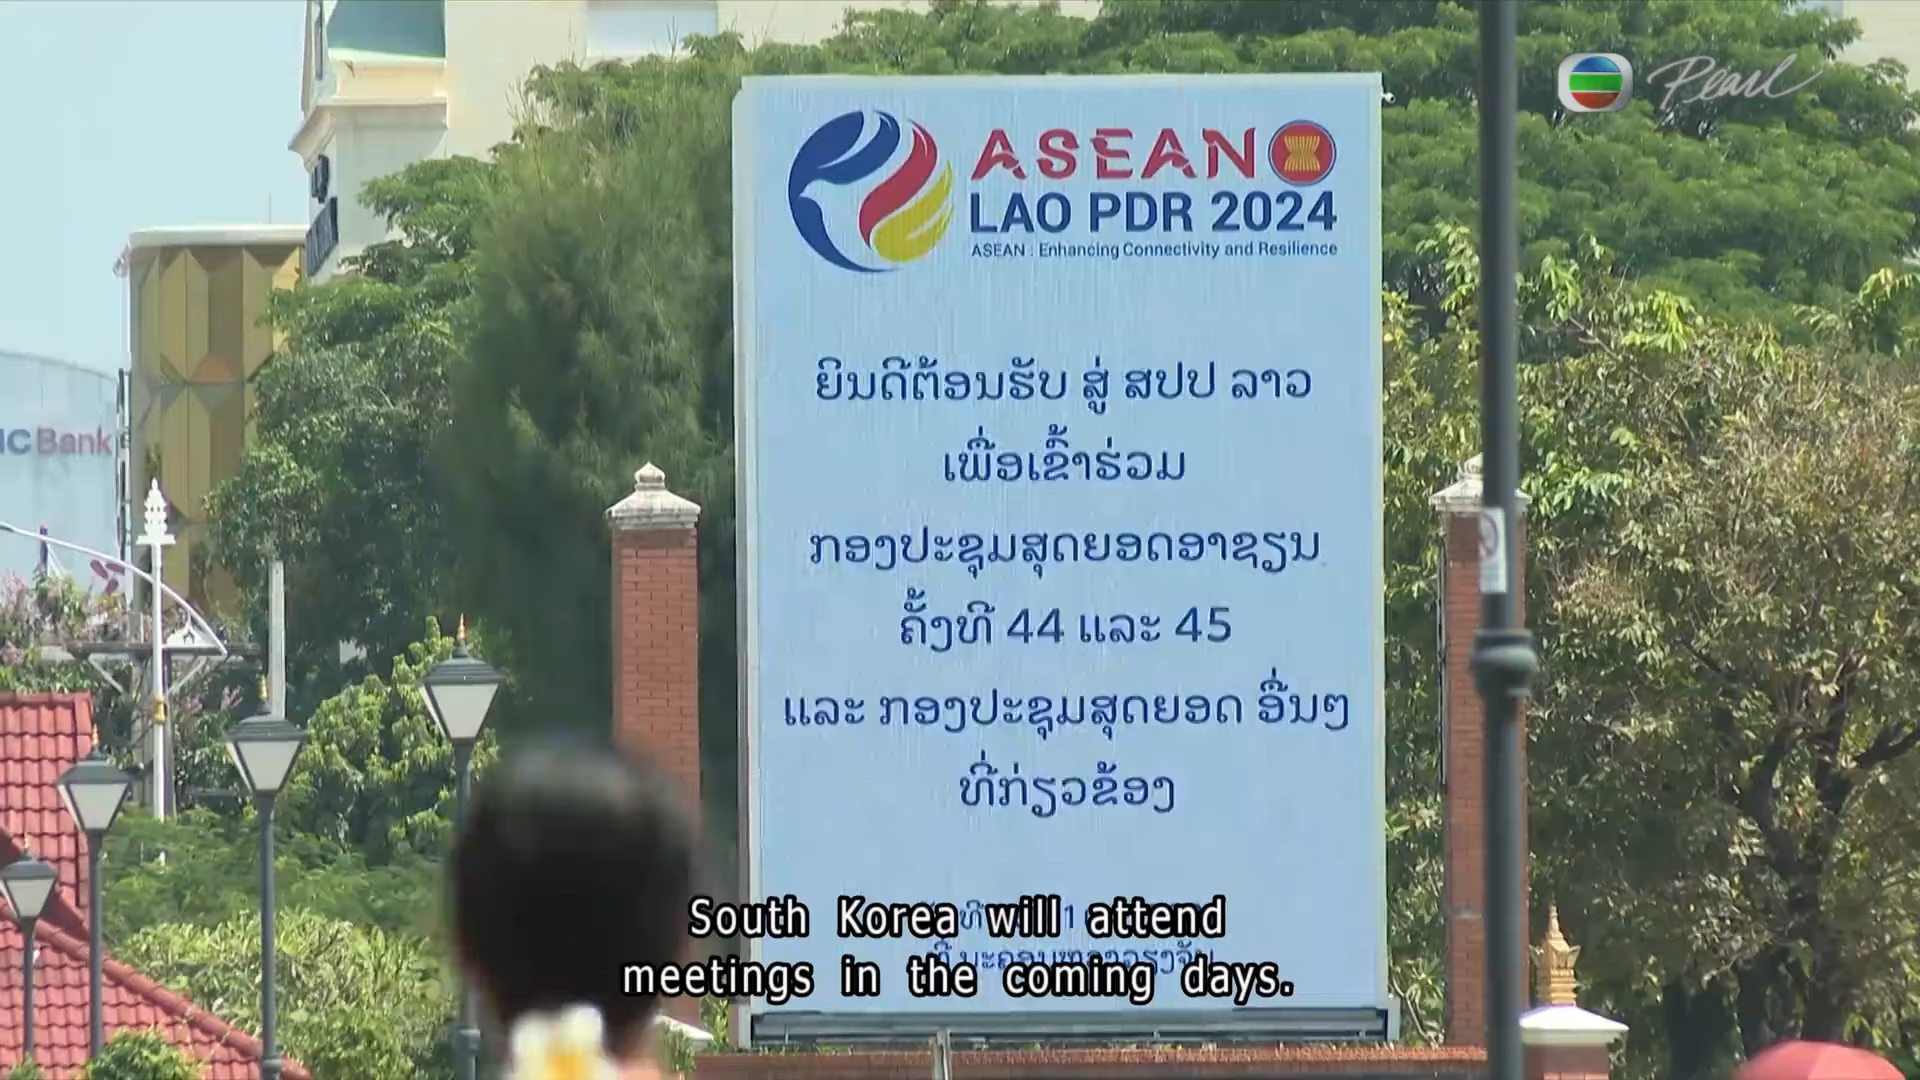 Pearl
ASEAN
LAO PDR 2024
ASEAN : Enhancing Connectivity and Resilience
ຍິນດີຕ້ອນຮັບ ສູ່ ສປປ ລາວ
ເພື່ອເຂົ້າຮ່ວມ
ກອງປະຊຸມສຸດຍອດອາຊຽນ
ຄັ້ງທີ 44 ແລະ 45
ແລະ ກອງປະຊຸມສຸດຍອດ ອື່ນໆ
ທີ່ກ່ຽວຂ້ອງ
Bank
South Korea will attend
meetings in the coming days.